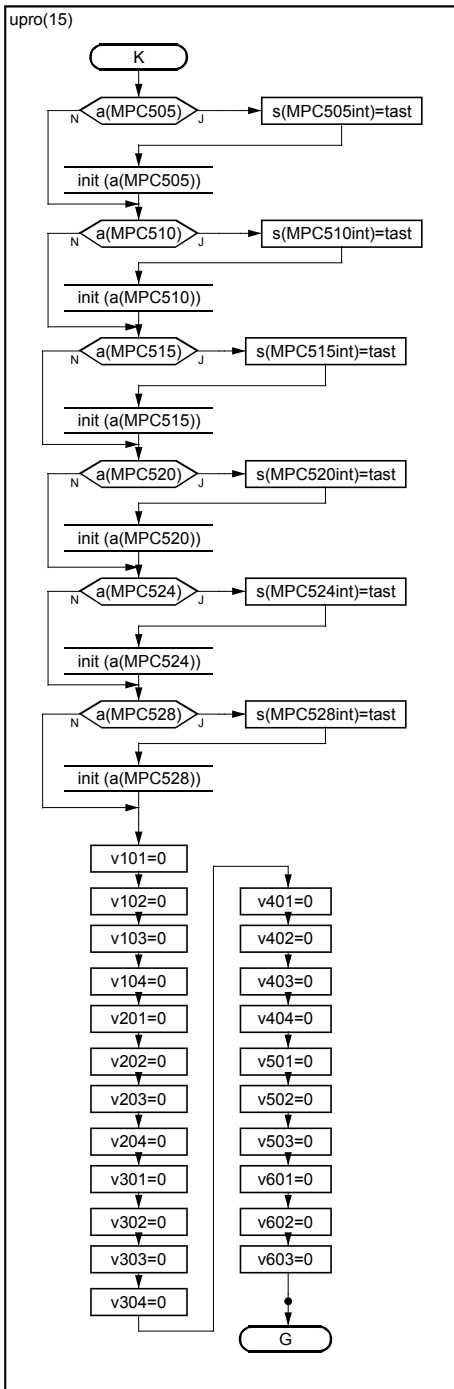 upro(15)
K
N a(MPC505) J s(MPC505int)=tast
init (a(MPC505))
N a(MPC510) J s(MPC510int)=tast
init (a(MPC510))
N a(MPC515) J s(MPC515int)=tast
init (a(MPC515))
N a(MPC520) J s(MPC520int)=tast
init (a(MPC520))
N a(MPC524) J s(MPC524int)=tast
init (a(MPC524))
N a(MPC528) J s(MPC528int)=tast
init (a(MPC528))
v101=0
v102=0
v103=0
v104=0
v201=0
v202=0
v203=0
v204=0
v301=0
v302=0
v303=0
v304=0
v401=0
v402=0
v403=0
v404=0
v501=0
v502=0
v503=0
v601=0
v602=0
v603=0
G